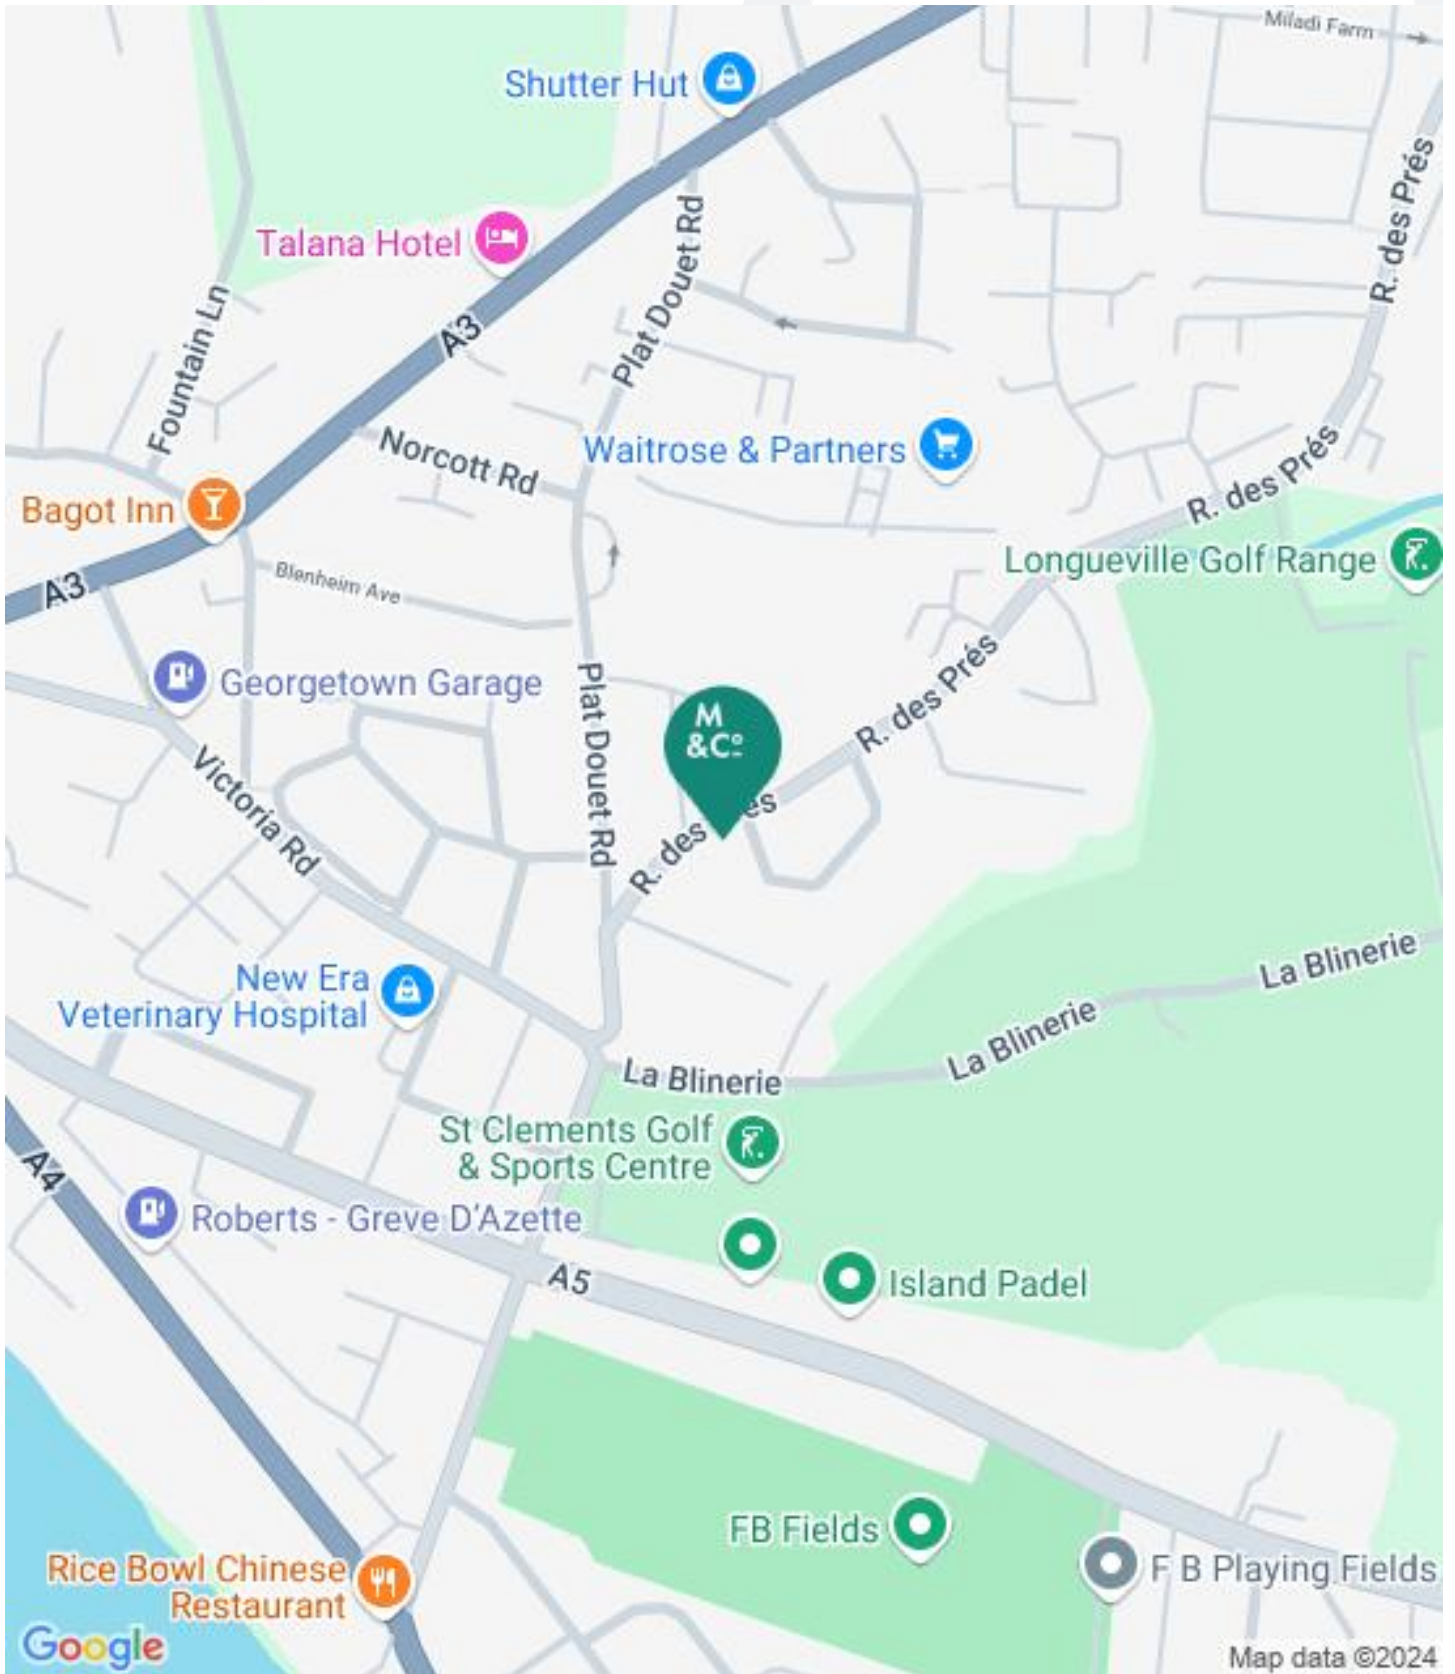 Miladi Farm
Shutter Hut
R. des Prés
Talana Hotel
Plat Douet Rd
A3
Fountain Ln
Norcott Rd
Waitrose & Partners
R. des Prés
Bagot Inn
Longueville Golf Range
Blenheim Ave
A3
R. des Prés
Georgetown Garage
Plat Douet Rd
M
&Cº
Victoria Rd
R. des
és
La Blinerie
New Era
Veterinary Hospital
La Blinerie
La Blinerie
St Clements Golf
& Sports Centre
A4
Roberts - Greve D'Azette
A5
Island Padel
FB Fields
F B Playing Fields
Rice Bowl Chinese
Restaurant
Google
Map data ©2024